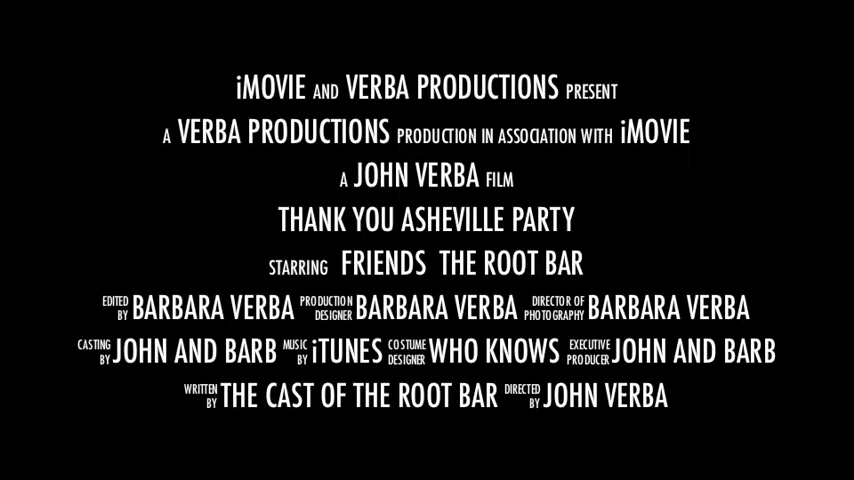 iMOVIE AND VERBA PRODUCTIONS PRESENT
A VERBA PRODUCTIONS PRODUCTION IN ASSOCIATION WITH iMOVIE
A JOHN VERBA FILM
THANK YOU ASHEVILLE PARTY
STARRING FRIENDS THE ROOT BAR
EDITED BY BARBARA VERBA PRODUCTION DESIGNER BARBARA VERBA DIRECTOR OF PHOTOGRAPHY BARBARA VERBA
CASTING BY JOHN AND BARB MUSIC BY iTUNES COSTUME DESIGNER WHO KNOWS EXECUTIVE PRODUCER JOHN AND BARB
WRITTEN BY THE CAST OF THE ROOT BAR DIRECTED BY JOHN VERBA